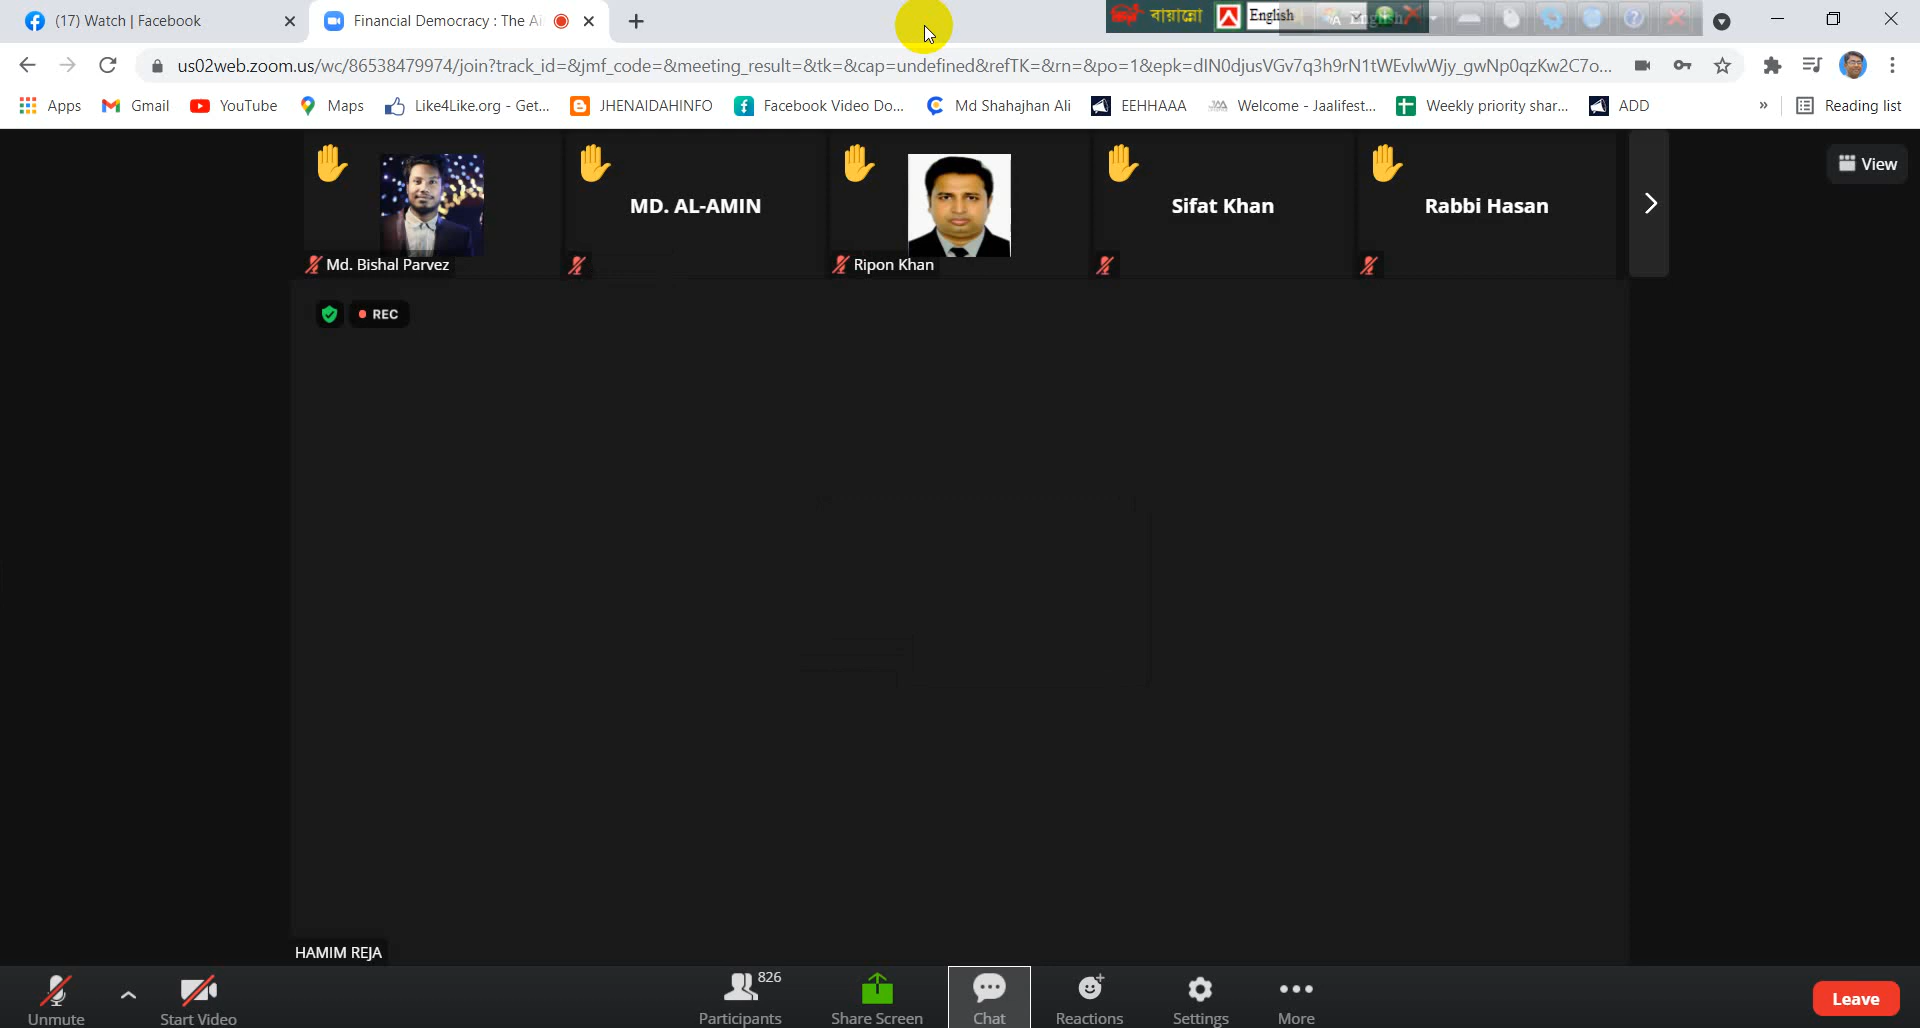 (17) Watch | Facebook
Financial Democracy : The Ai
বায়ান্নো
English
us02web.zoom.us/wc/86538479974/join?track_id=&jmf_code=&meeting_result=&tk=&cap=undefined&refTK=&rn=&po=1&epk=dIN0djusVGv7q3h9rN1tWEvlwWjy_gwNp0qzKw2C7o...
Apps
Gmail
YouTube
Maps
Like4Like.org - Get...
JHENAIDAHINFO
Facebook Video Do...
Md Shahajhan Ali
EEHHAAA
Welcome - Jaalifest...
Weekly priority shar...
ADD
»
Reading list
View
MD. AL-AMIN
Sifat Khan
Rabbi Hasan
Md. Bishal Parvez
Ripon Khan
REC
HAMIM REJA
Unmute
Start Video
826
Participants
Share Screen
Chat
Reactions
Settings
More
Leave